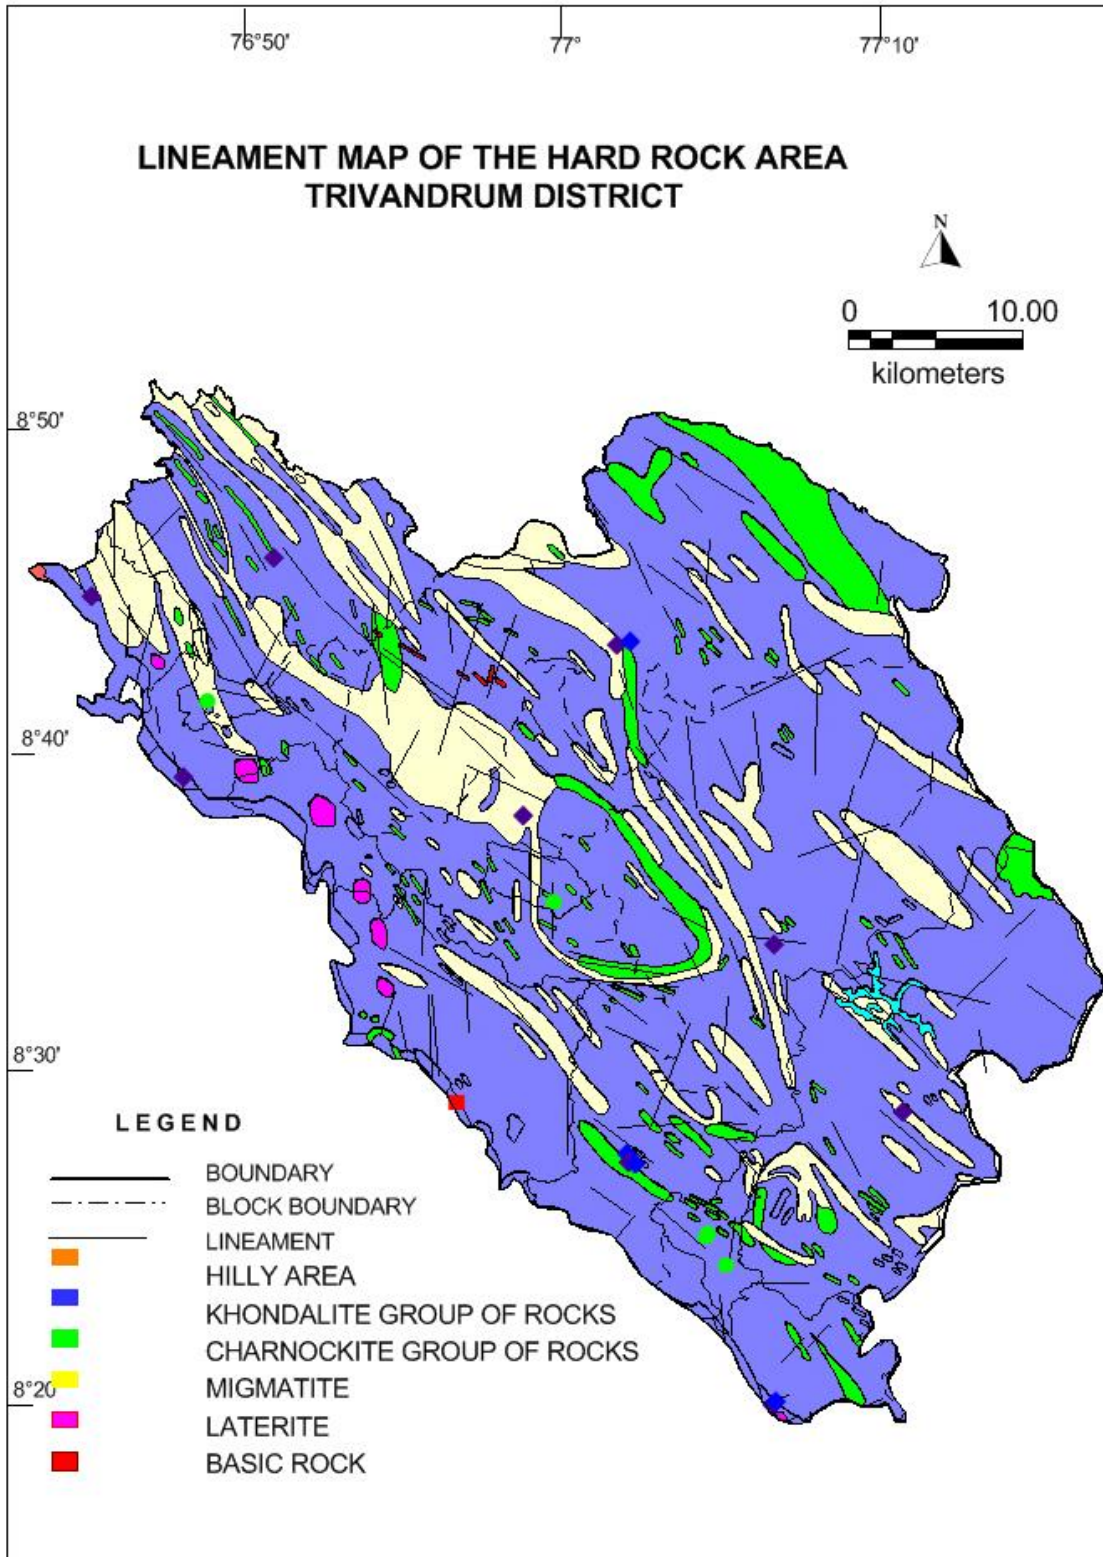 76°50' 77° 77°10'
LINEAMENT MAP OF THE HARD ROCK AREA
TRIVANDRUM DISTRICT
N
0 10.00
kilometers
8°50'
8°40'
8°30'
8°20'
LEGEND
BOUNDARY
BLOCK BOUNDARY
LINEAMENT
HILLY AREA
KHONDALITE GROUP OF ROCKS
CHARNOCKITE GROUP OF ROCKS
MIGMATITE
LATERITE
BASIC ROCK